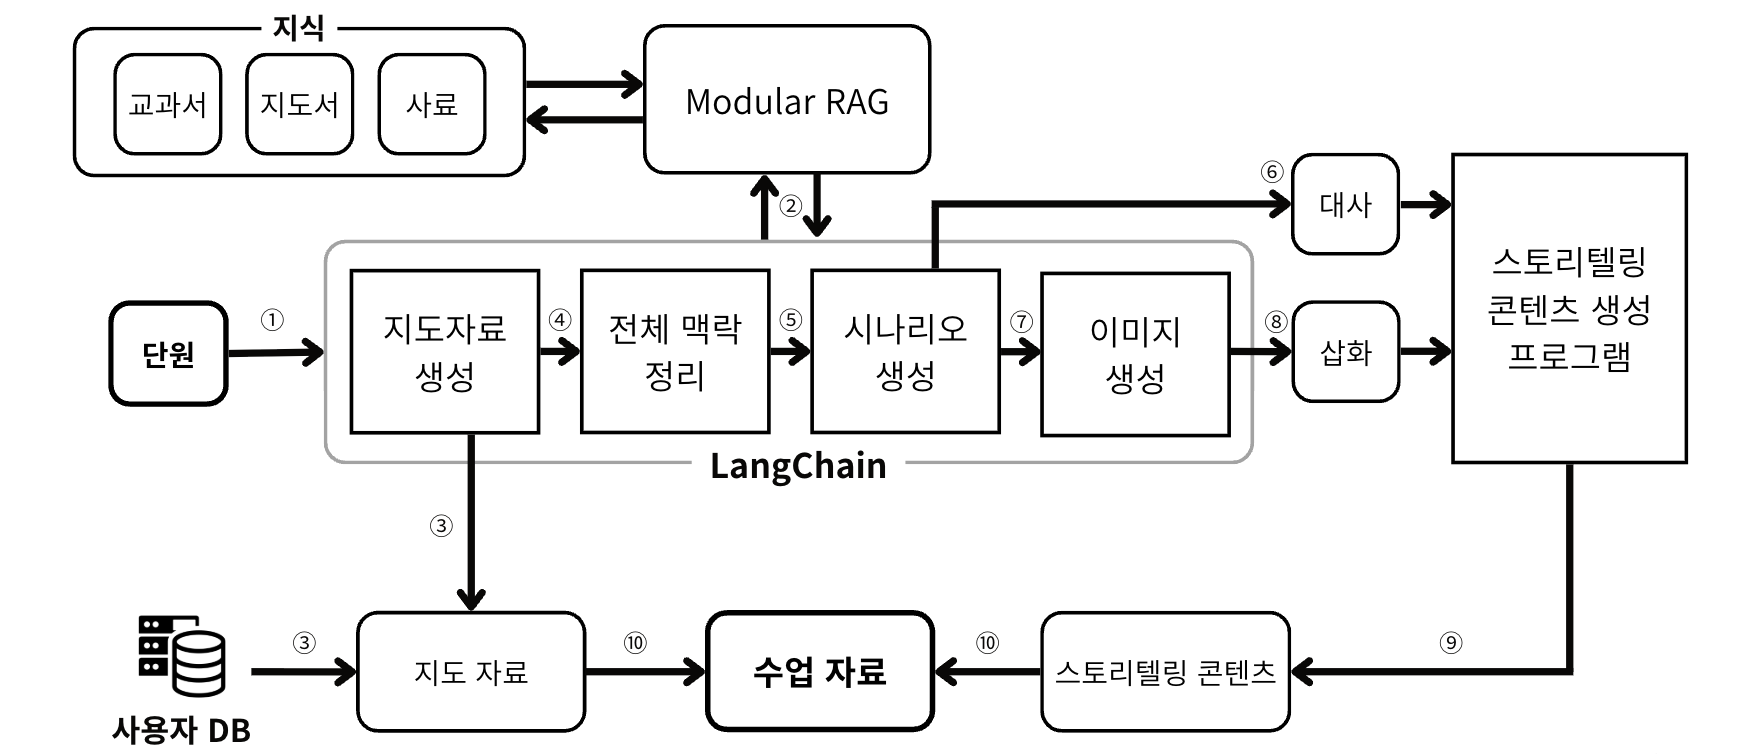 지식
교과서
지도서
사료
Modular RAG
②
⑥
대사
스토리텔링
콘텐츠 생성
프로그램
단원
①
지도자료
생성
④
전체 맥락
정리
⑤
시나리오
생성
⑦
이미지
생성
⑧
삽화
LangChain
③
사용자 DB
③
지도 자료
⑩
수업 자료
⑩
스토리텔링 콘텐츠
⑨